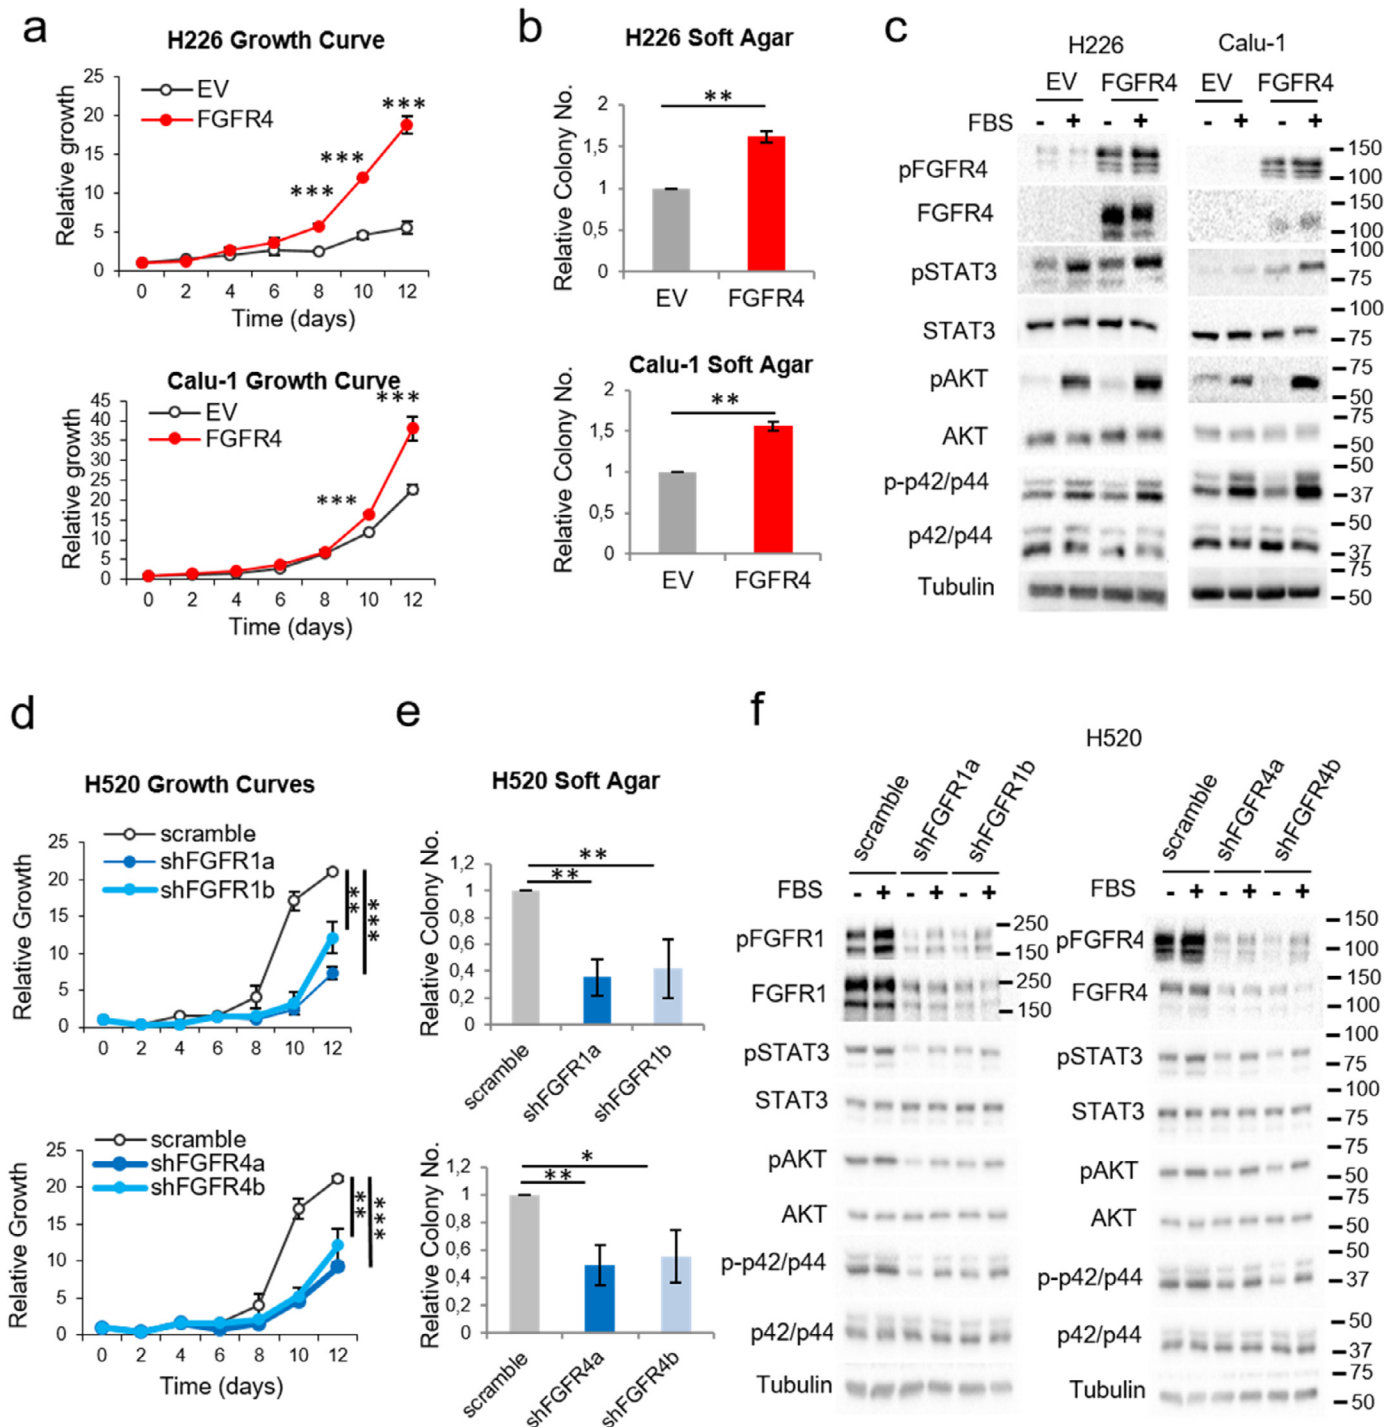 a
H226 Growth Curve
EV
FGFR4
Relative growth
25
20
15
10
5
0
***
***
***
0 2 4 6 8 10 12
Time (days)
Calu-1 Growth Curve
EV
FGFR4
Relative growth
45
40
35
30
25
20
15
10
5
0
***
***
0 2 4 6 8 10 12
Time (days)
b
H226 Soft Agar
Relative Colony No.
2
1,5
1
0,5
0
**
EV FGFR4
Calu-1 Soft Agar
Relative Colony No.
2
1,5
1
0,5
0
**
EV FGFR4
c
H226 Calu-1
EV FGFR4 EV FGFR4
FBS - + - + - + - +
pFGFR4 150 100
FGFR4 150 100
pSTAT3 100 75
STAT3 100 75
pAKT 75 50
AKT 75 50
p-p42/p44 50 37
p42/p44 50 37
Tubulin 75 50
d
H520 Growth Curves
scramble
shFGFR1a
shFGFR1b
Relative Growth
25
20
15
10
5
0
**
***
0 2 4 6 8 10 12
scramble
shFGFR4a
shFGFR4b
Relative Growth
25
20
15
10
5
0
**
***
0 2 4 6 8 10 12
Time (days)
e
H520 Soft Agar
Relative Colony No.
1,2
1
0,8
0,6
0,4
0,2
0
**
**
scramble shFGFR1a shFGFR1b
Relative Colony No.
1,2
1
0,8
0,6
0,4
0,2
0
*
**
scramble shFGFR4a shFGFR4b
f
H520
scramble shFGFR1a shFGFR1b
FBS - + - + - +
pFGFR1 250 150
FGFR1 250 150
pSTAT3
STAT3
pAKT
AKT
p-p42/p44
p42/p44
Tubulin
scramble shFGFR4a shFGFR4b
FBS - + - + - +
pFGFR4 150 100
FGFR4 150 100
pSTAT3 100 75
STAT3 100 75
pAKT 75 50
AKT 75 50
p-p42/p44 50 37
p42/p44 50 37
Tubulin 75 50